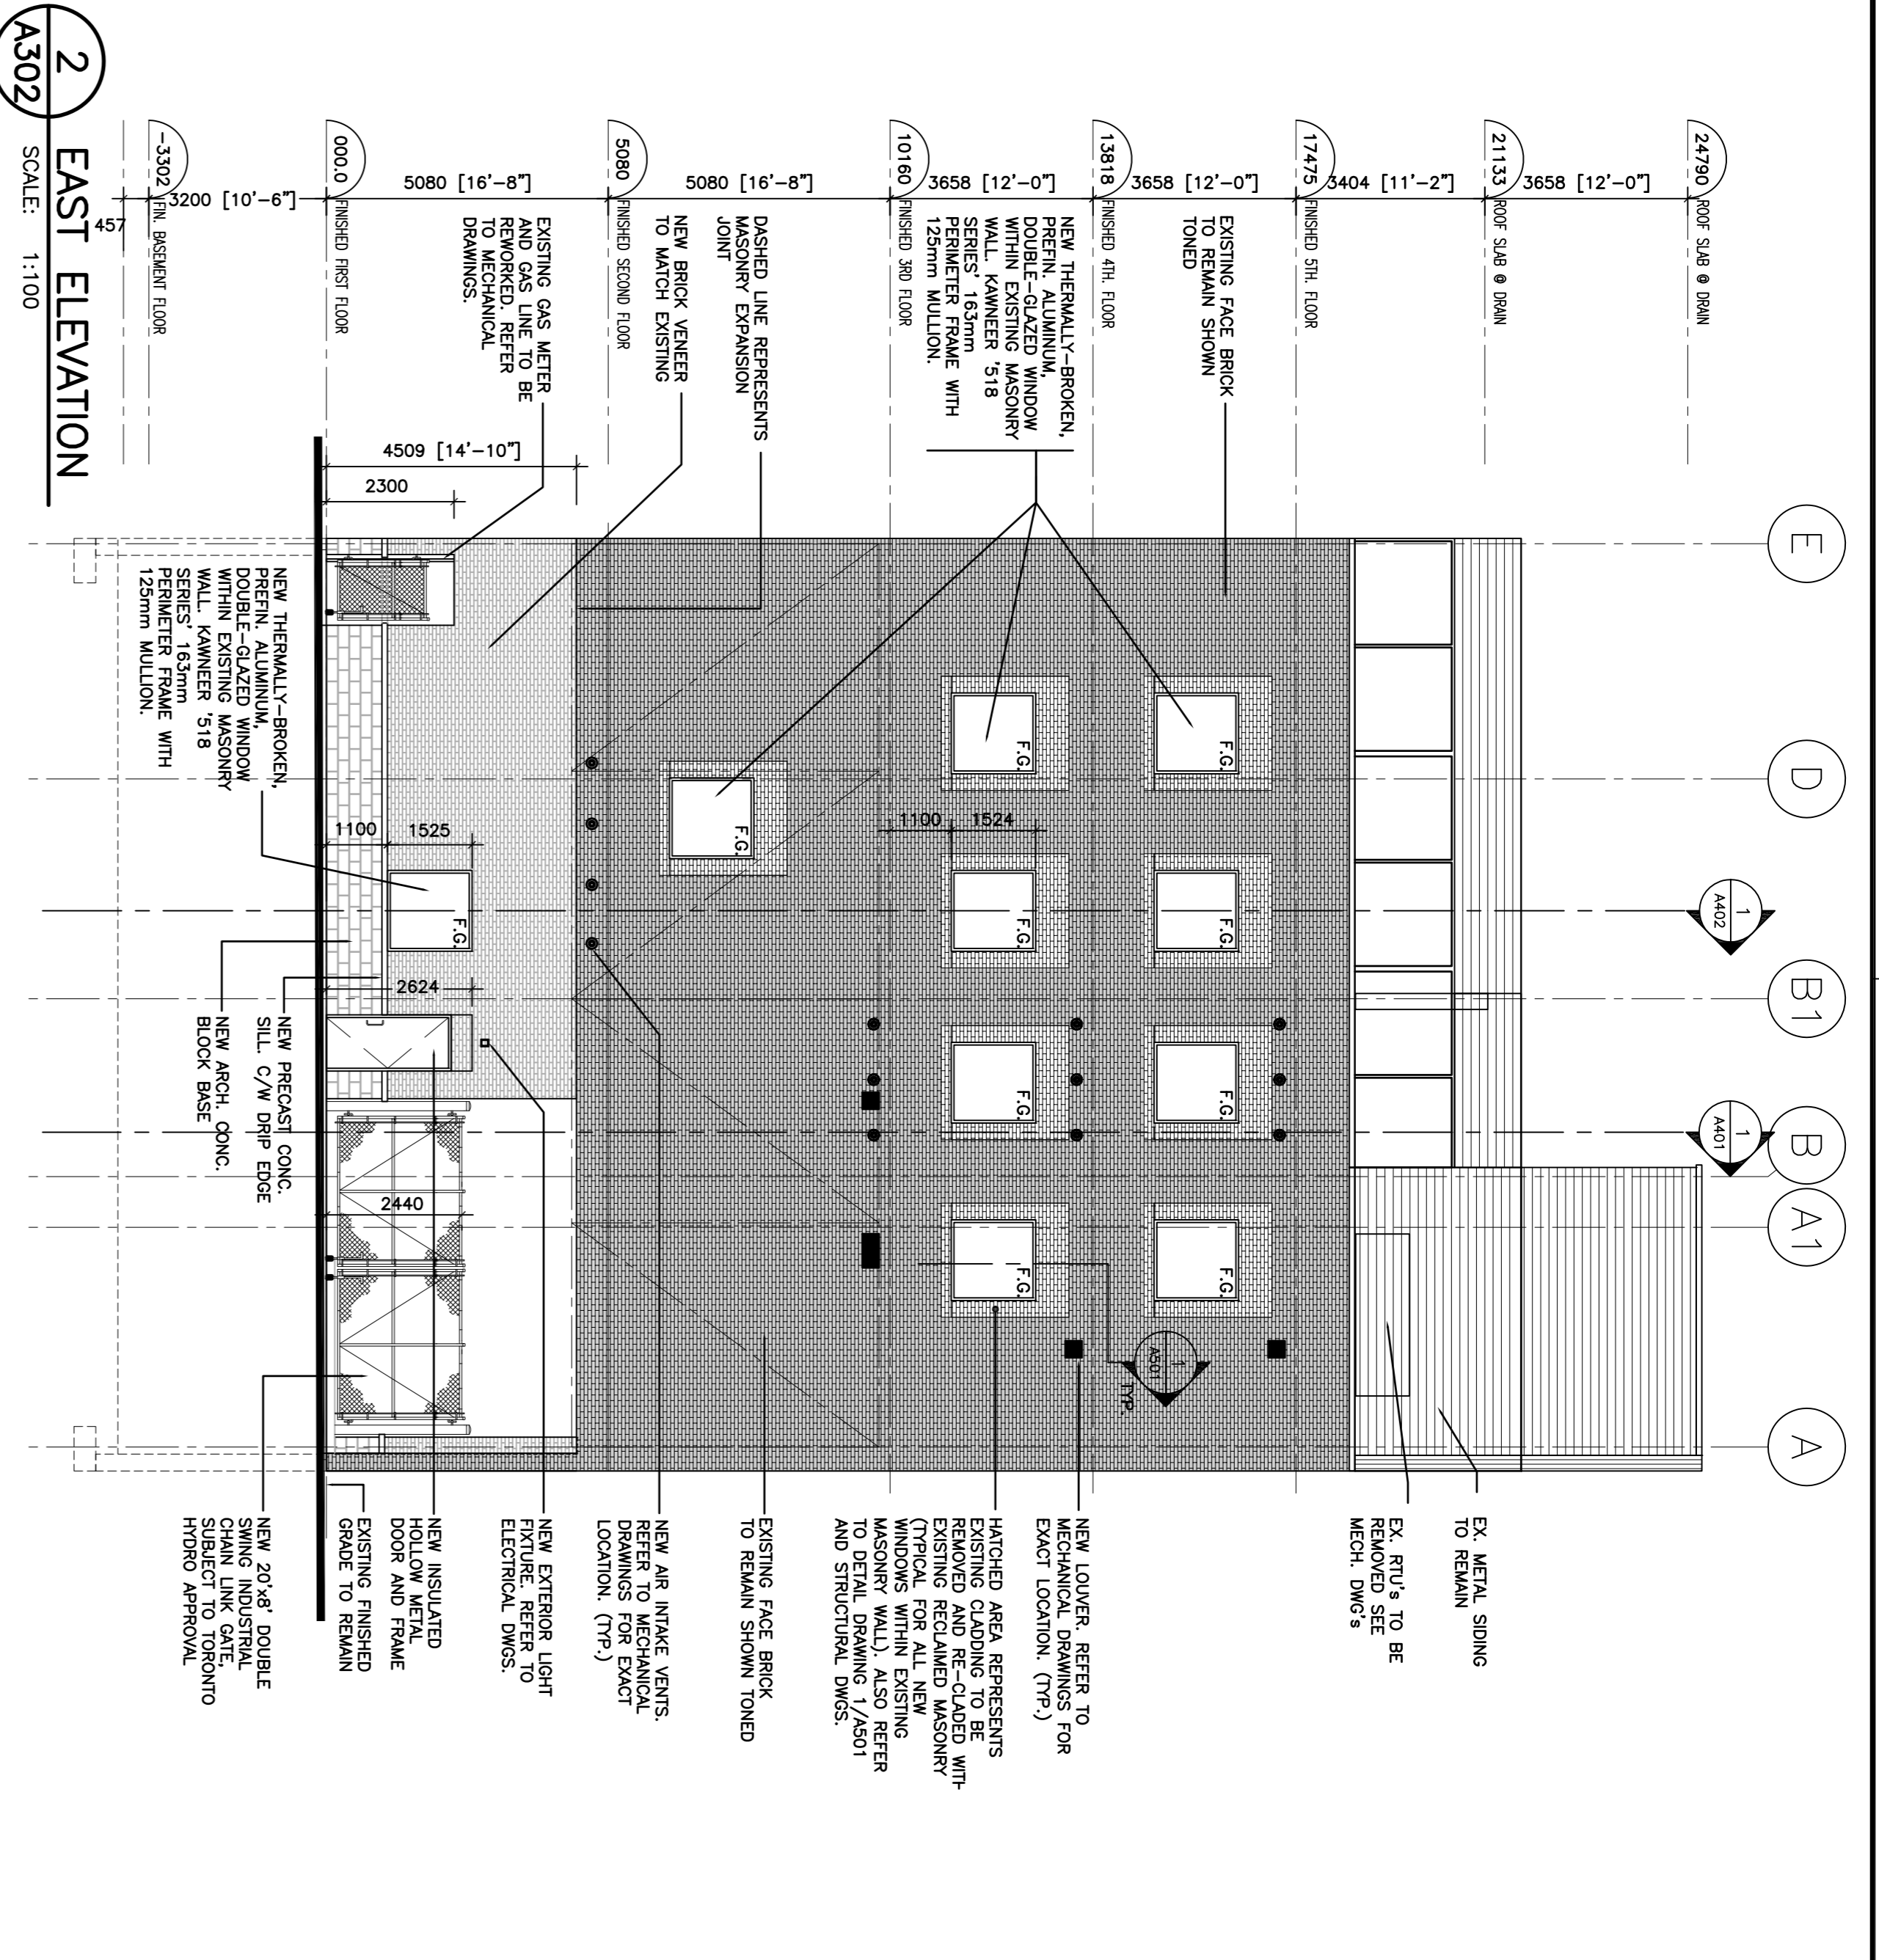 E
D
B1
B
A1
A
1
A402
1
A401
24790
ROOF SLAB @ DRAIN
3658 [12'-0"]
21133
ROOF SLAB @ DRAIN
3404 [11'-2"]
17475
FINISHED 5TH. FLOOR
3658 [12'-0"]
13818
FINISHED 4TH. FLOOR
3658 [12'-0"]
10160
FINISHED 3RD FLOOR
5080 [16'-8"]
5080
FINISHED SECOND FLOOR
5080 [16'-8"]
000.0
FINISHED FIRST FLOOR
3200 [10'-6"]
-3302
FIN. BASEMENT FLOOR
457
EXISTING FACE BRICK
TO REMAIN SHOWN
TONED
NEW THERMALLY-BROKEN,
PREFIN. ALUMINUM,
DOUBLE-GLAZED WINDOW
WITHIN EXISTING MASONRY
WALL. KAWNEER '518
SERIES' 163mm
PERIMETER FRAME WITH
125mm MULLION.
DASHED LINE REPRESENTS
MASONRY EXPANSION
JOINT
NEW BRICK VENEER
TO MATCH EXISTING
EXISTING GAS METER
AND GAS LINE TO BE
REWORKED. REFER
TO MECHANICAL
DRAWINGS.
4509 [14'-10"]
2300
F.G.
F.G.
F.G.
F.G.
F.G.
F.G.
F.G.
F.G.
F.G.
F.G.
1100
1524
1100
1525
2624
2440
1
A501
TYP.
NEW THERMALLY-BROKEN,
PREFIN. ALUMINUM,
DOUBLE-GLAZED WINDOW
WITHIN EXISTING MASONRY
WALL. KAWNEER '518
SERIES' 163mm
PERIMETER FRAME WITH
125mm MULLION.
NEW PRECAST CONC.
SILL. C/W DRIP EDGE
NEW ARCH. CONC.
BLOCK BASE
EX. METAL SIDING
TO REMAIN
EX. RTU's TO BE
REMOVED SEE
MECH. DWG's
NEW LOUVER. REFER TO
MECHANICAL DRAWINGS FOR
EXACT LOCATION. (TYP.)
HATCHED AREA REPRESENTS
EXISTING CLADDING TO BE
REMOVED AND RE-CLADED WITH
EXISTING RECLAIMED MASONRY
(TYPICAL FOR ALL NEW
WINDOWS WITHIN EXISTING
MASONRY WALL). ALSO REFER
TO DETAIL DRAWING 1/A501
AND STRUCTURAL DWGS.
EXISTING FACE BRICK
TO REMAIN SHOWN TONED
NEW AIR INTAKE VENTS.
REFER TO MECHANICAL
DRAWINGS FOR EXACT
LOCATION. (TYP.)
NEW EXTERIOR LIGHT
FIXTURE. REFER TO
ELECTRICAL DWGS.
NEW INSULATED
HOLLOW METAL
DOOR AND FRAME
EXISTING FINISHED
GRADE TO REMAIN
NEW 20'x8' DOUBLE
SWING INDUSTRIAL
CHAIN LINK GATE,
SUBJECT TO TORONTO
HYDRO APPROVAL
2
A302
EAST ELEVATION
SCALE: 1:100